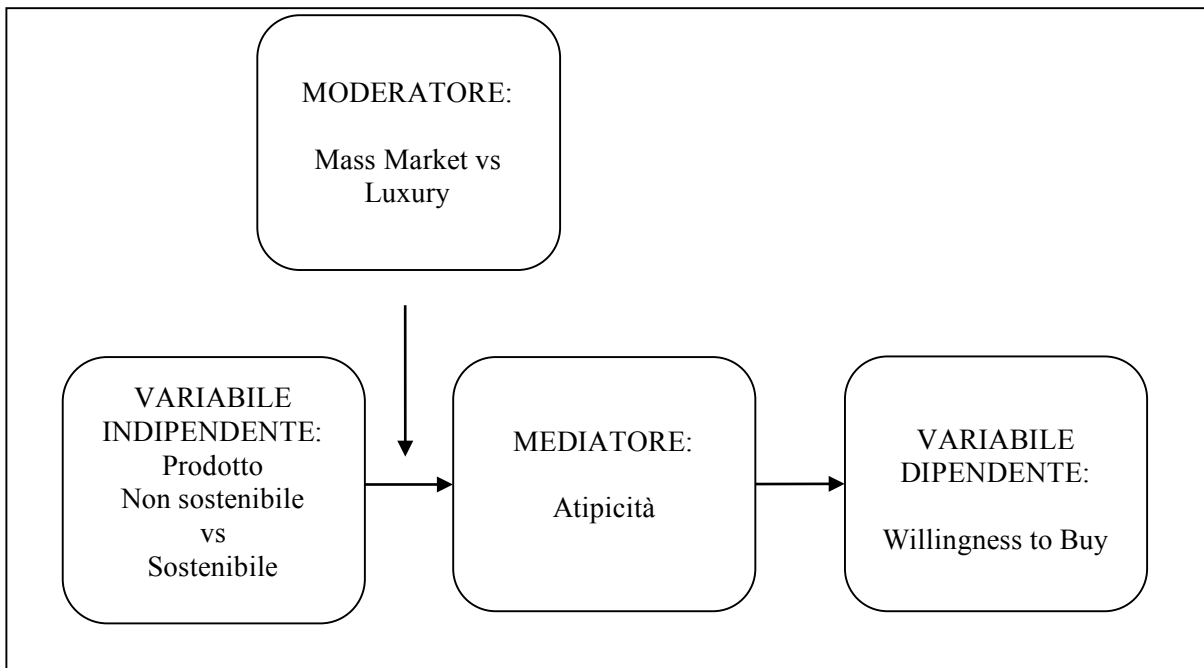 MODERATORE:
Mass Market vs
Luxury
VARIABILE
INDIPENDENTE:
Prodotto
Non sostenibile
vs
Sostenibile
MEDIATORE:
Atipicità
VARIABILE
DIPENDENTE:
Willingness to Buy